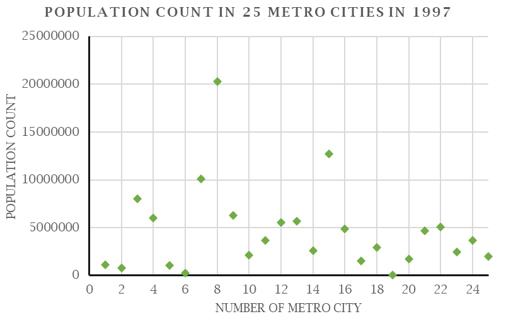 POPULATION COUNT IN 25 METRO CITIES IN 1997
25000000
20000000
15000000
10000000
5000000
0
POPULATION COUNT
0 2 4 6 8 10 12 14 16 18 20 22 24
NUMBER OF METRO CITY